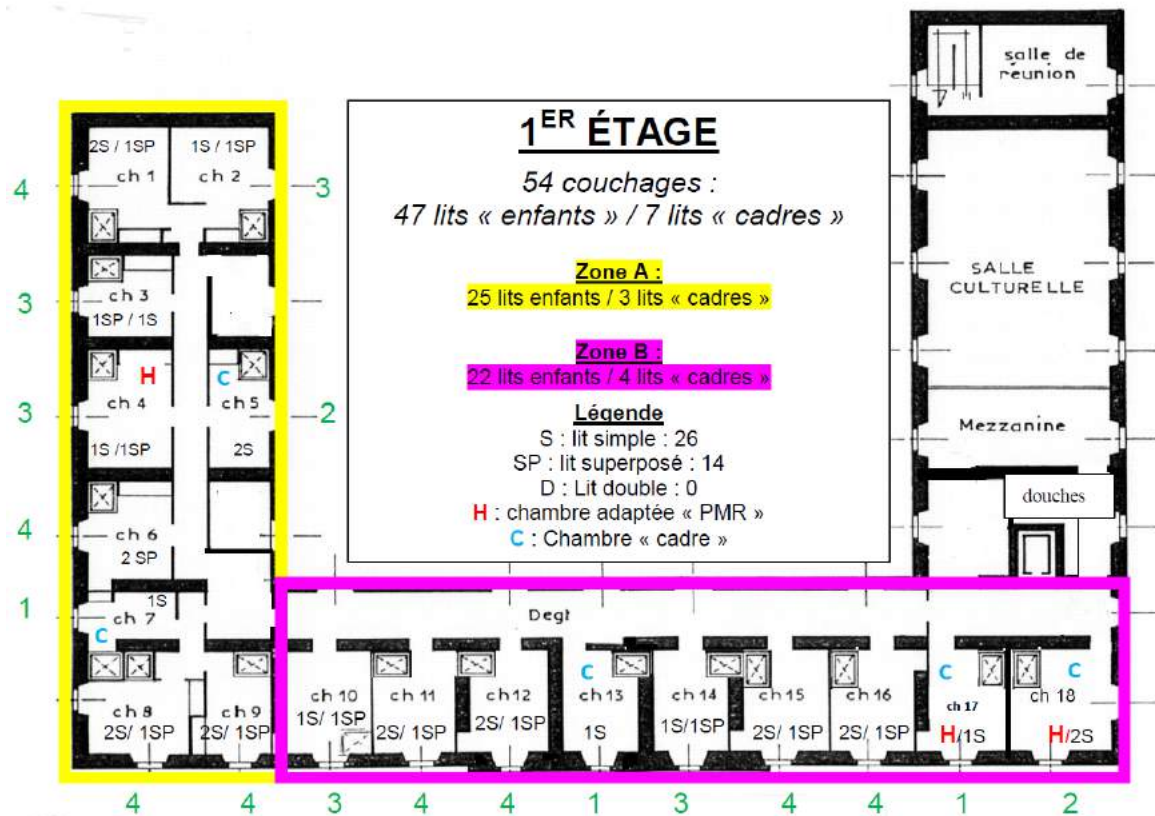 1ER ÉTAGE
54 couchages :
47 lits « enfants » / 7 lits « cadres »
Zone A :
25 lits enfants / 3 lits « cadres »
Zone B :
22 lits enfants / 4 lits « cadres »
Légende
S : lit simple : 26
SP : lit superposé : 14
D : Lit double : 0
H : chambre adaptée « PMR »
C : Chambre « cadre »
2S / 1SP
ch 1
1S / 1SP
ch 2
4
3
ch 3
1SP / 1S
3
H
ch 4
1S /1SP
3
C
ch 5
2S
2
ch 6
2 SP
4
1S
ch 7
C
1
ch 8
2S/ 1SP
4
ch 9
2S/ 1SP
4
Degt
ch 10
1S/ 1SP
3
ch 11
2S/ 1SP
4
ch 12
2S/ 1SP
4
C
ch 13
1S
1
ch 14
1S/1SP
3
ch 15
2S/ 1SP
4
ch 16
2S/ 1SP
4
C
ch 17
H/1S
1
C
ch 18
H/2S
2
salle de
réunion
SALLE
CULTURELLE
Mezzanine
douches